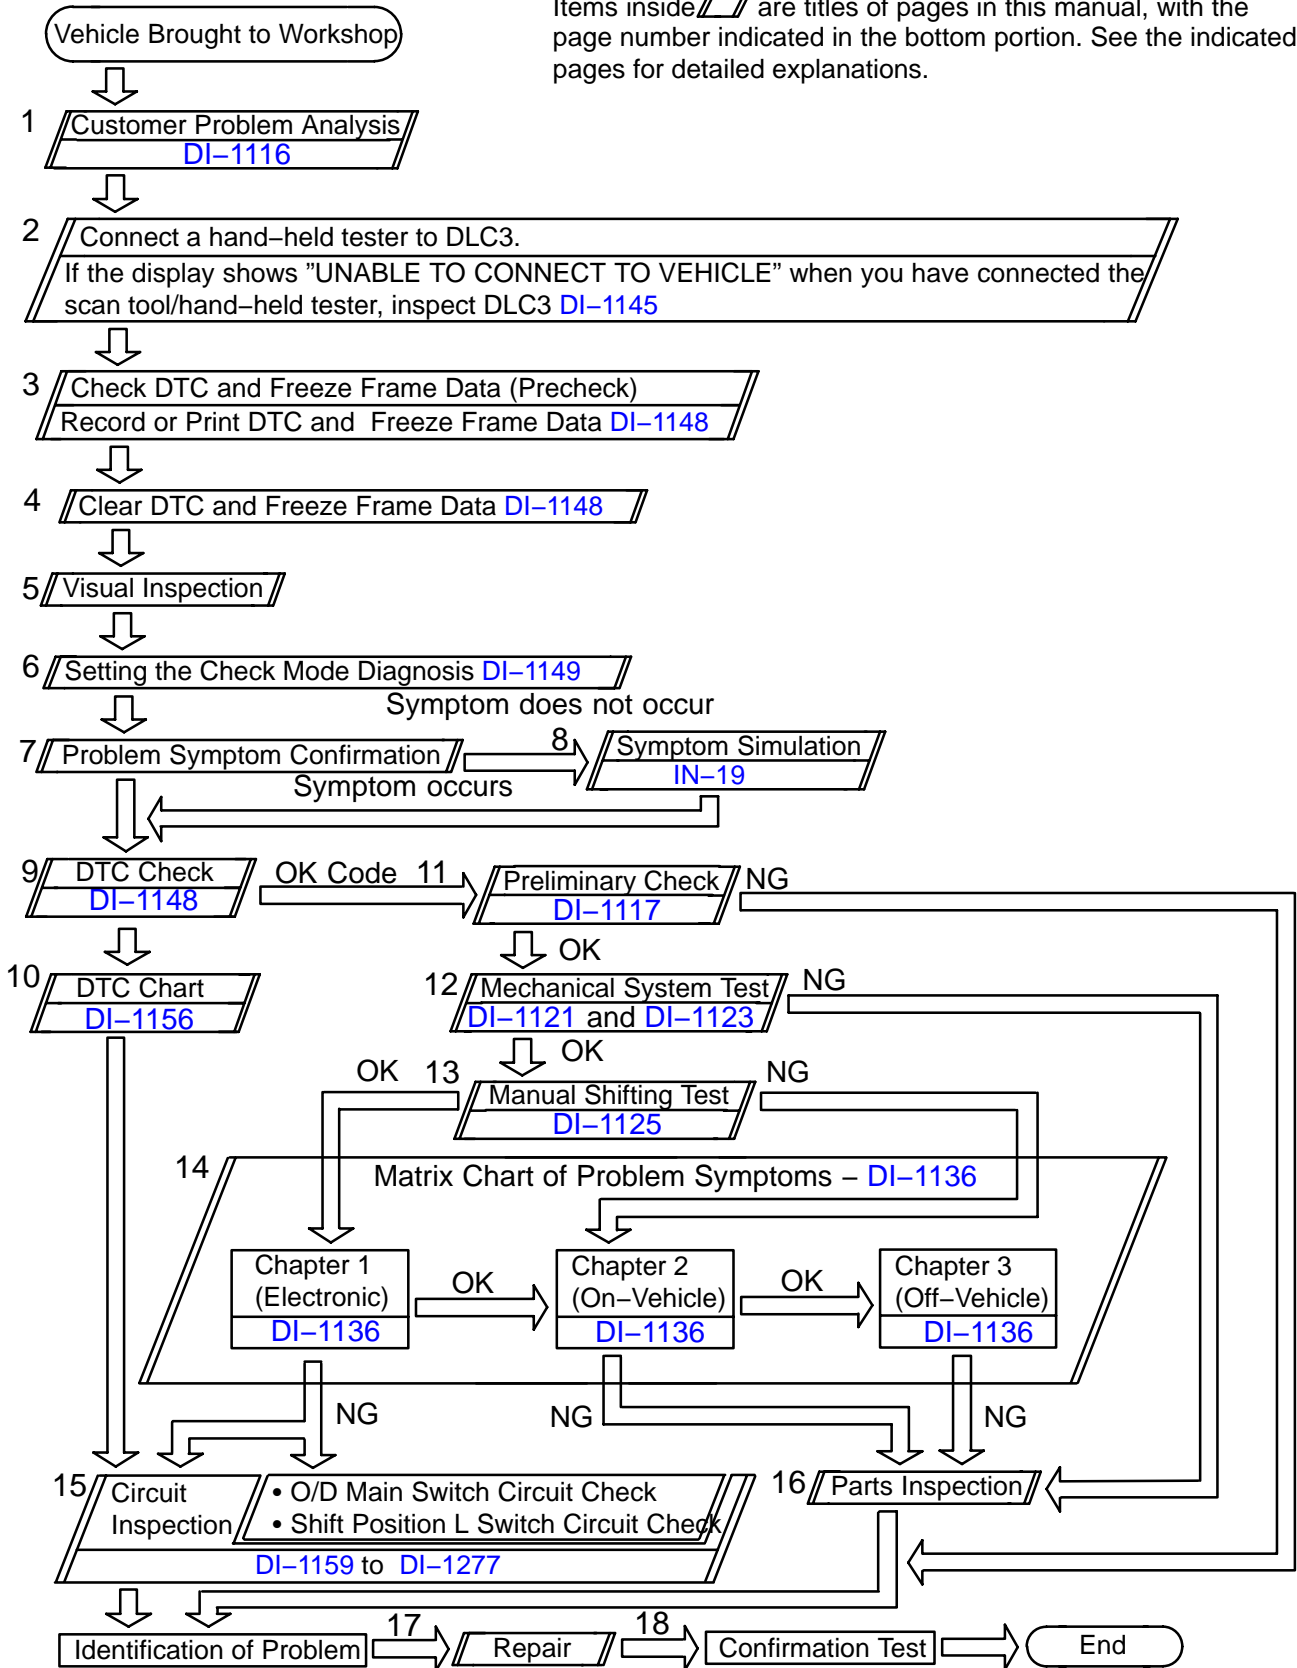 Items inside are titles of pages in this manual, with the
page number indicated in the bottom portion. See the indicated
pages for detailed explanations.
Vehicle Brought to Workshop
1
Customer Problem Analysis
DI–1116
2
Connect a hand–held tester to DLC3.
If the display shows ”UNABLE TO CONNECT TO VEHICLE” when you have connected the
scan tool/hand–held tester, inspect DLC3 DI–1145
3
Check DTC and Freeze Frame Data (Precheck)
Record or Print DTC and Freeze Frame Data DI–1148
4
Clear DTC and Freeze Frame Data DI–1148
5
Visual Inspection
6
Setting the Check Mode Diagnosis DI–1149
Symptom does not occur
7
Problem Symptom Confirmation
8
Symptom Simulation
IN–19
Symptom occurs
9
DTC Check
DI–1148
OK Code
11
Preliminary Check
DI–1117
NG
OK
10
DTC Chart
DI–1156
12
Mechanical System Test
DI–1121 and DI–1123
NG
OK
OK
13
Manual Shifting Test
DI–1125
NG
14
Matrix Chart of Problem Symptoms – DI–1136
Chapter 1
(Electronic)
DI–1136
OK
Chapter 2
(On–Vehicle)
DI–1136
OK
Chapter 3
(Off–Vehicle)
DI–1136
NG
NG
NG
15
Circuit
Inspection
• O/D Main Switch Circuit Check
• Shift Position L Switch Circuit Check
DI–1159 to DI–1277
16
Parts Inspection
Identification of Problem
17
Repair
18
Confirmation Test
End